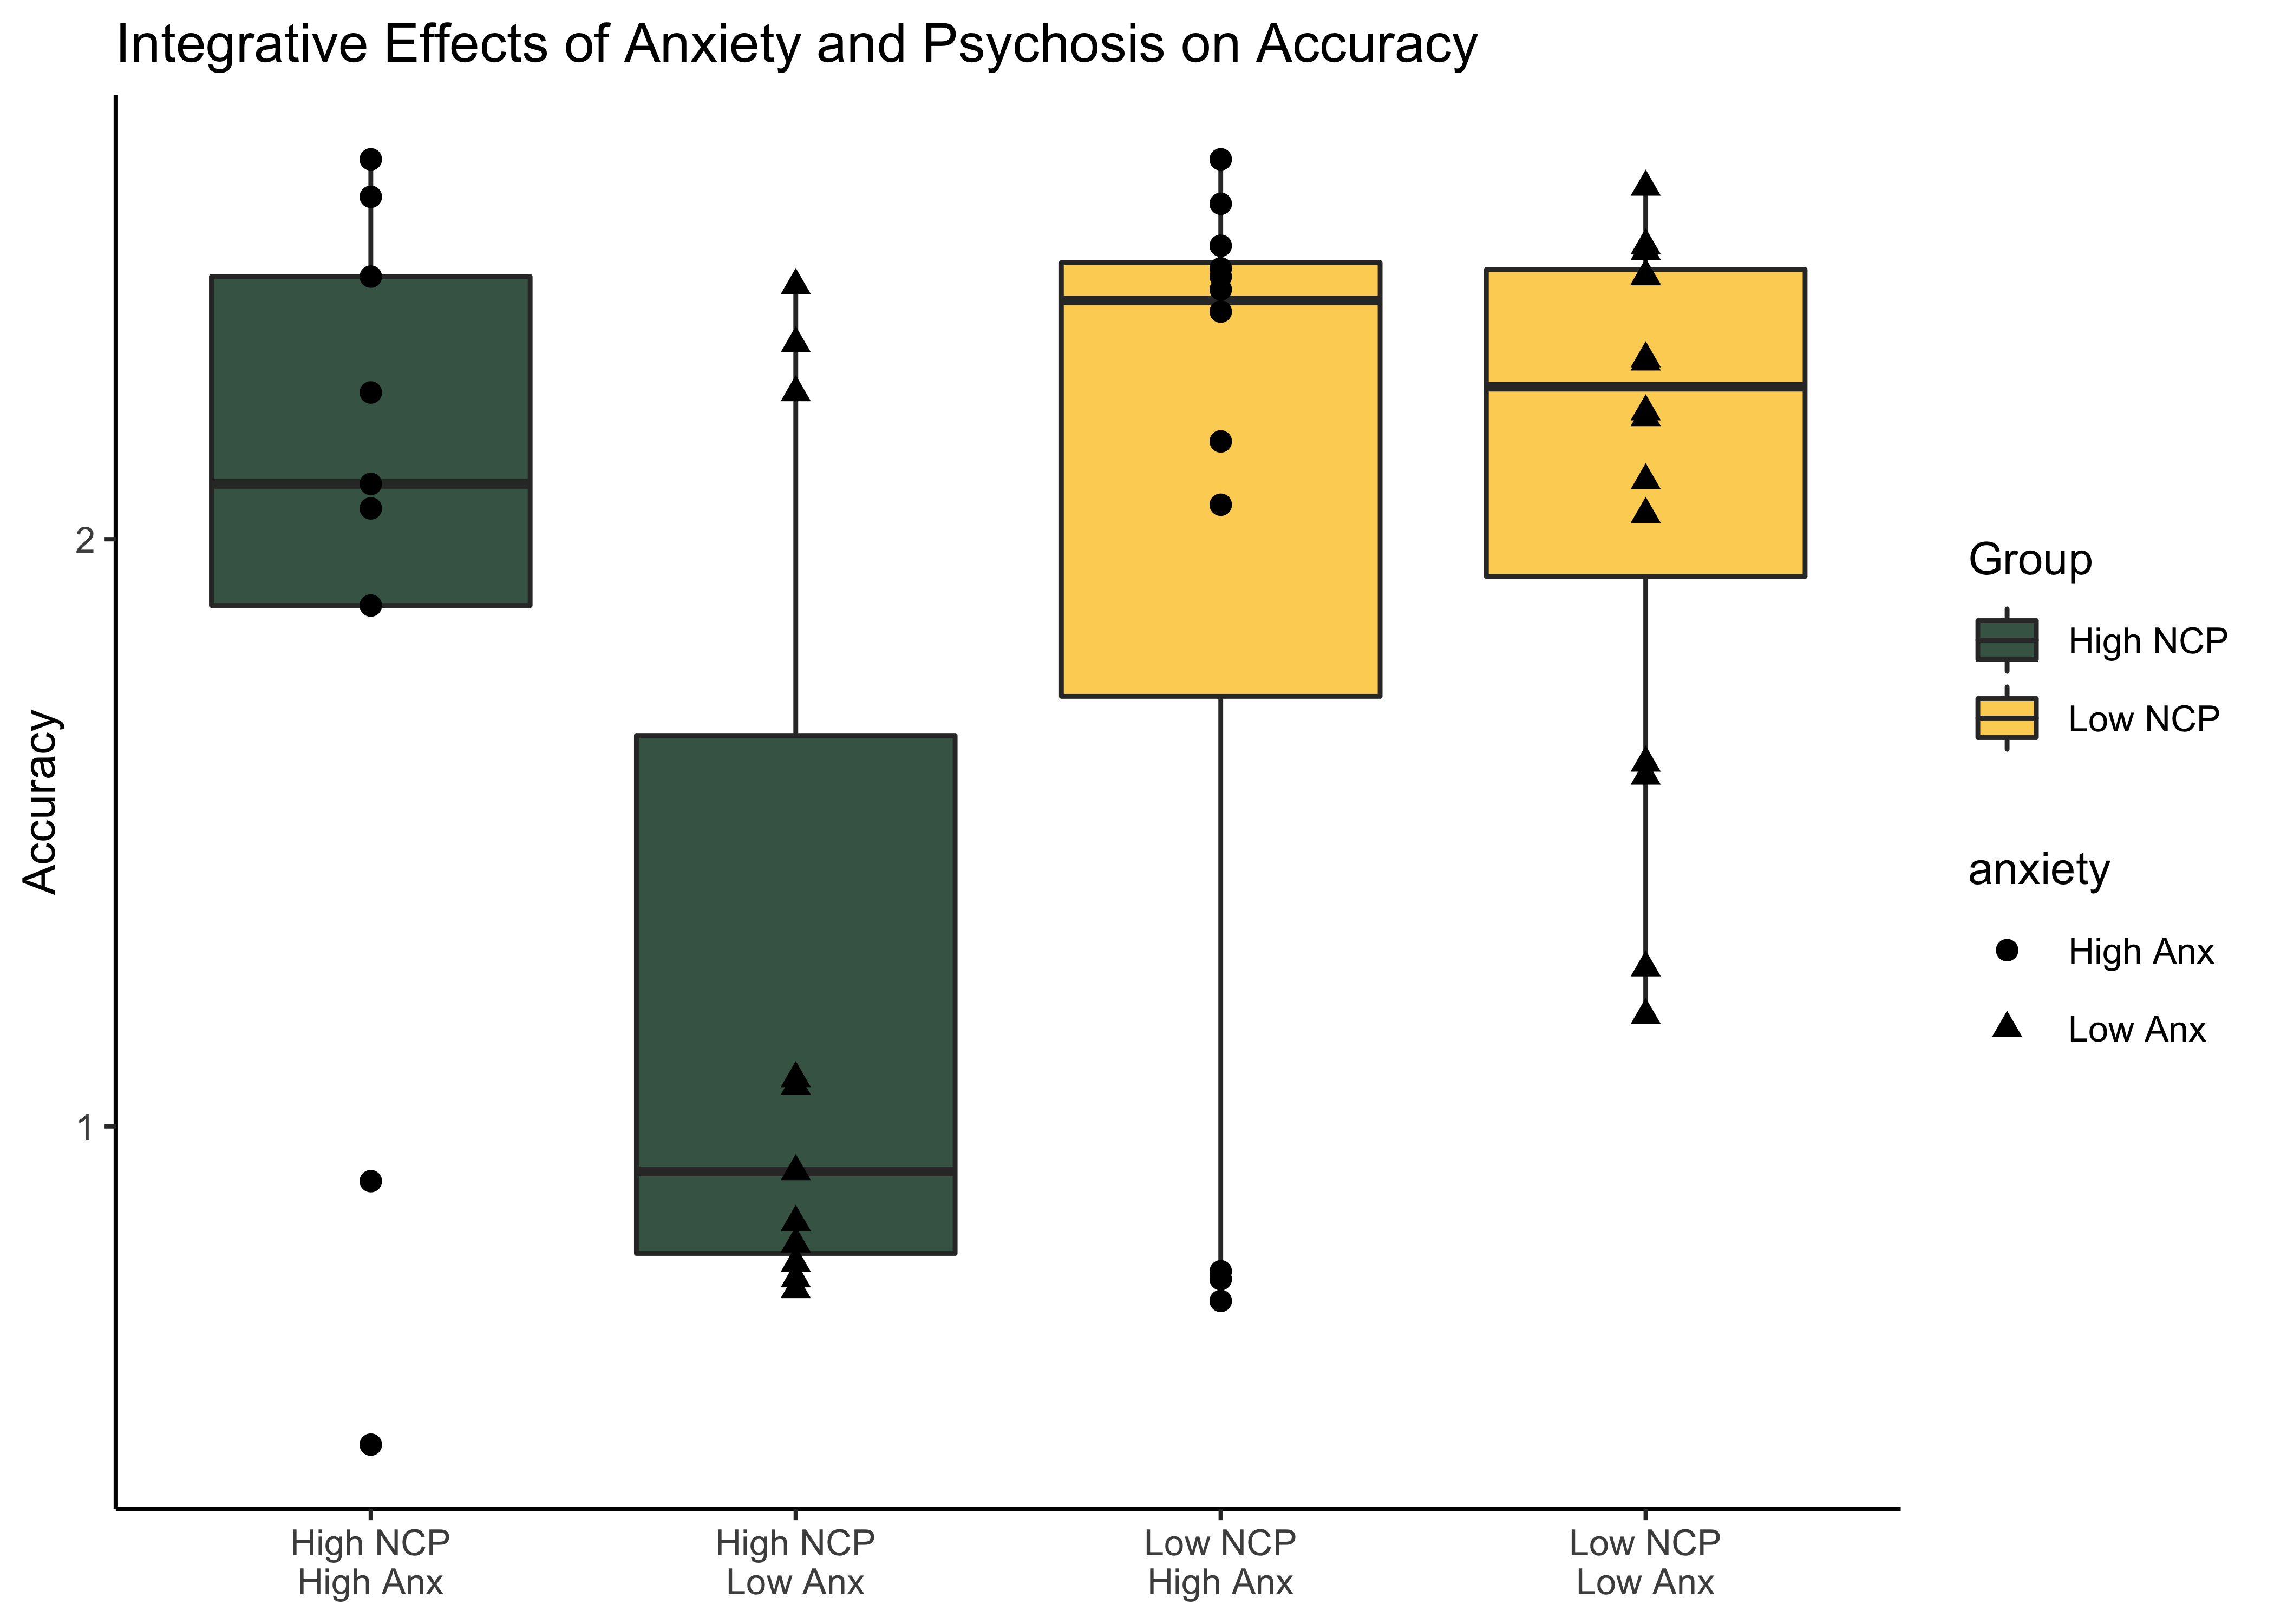 Integrative Effects of Anxiety and Psychosis on Accuracy
Accuracy
2
1
High NCP
High Anx
High NCP
Low Anx
Low NCP
High Anx
Low NCP
Low Anx
Group
High NCP
Low NCP
anxiety
High Anx
Low Anx